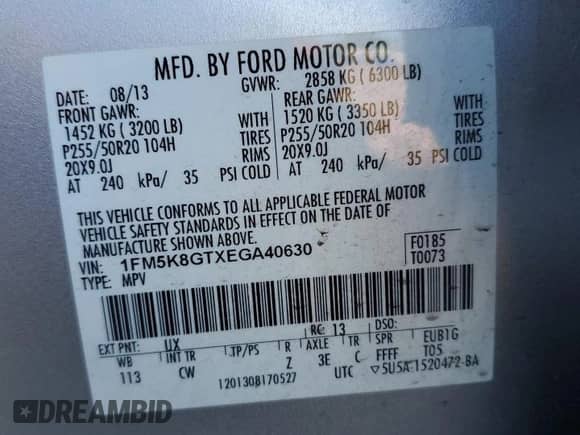 MFD. BY FORD MOTOR CO.
DATE: 08/13 GVWR: 2858 KG ( 6300 LB)
FRONT GAWR: REAR GAWR:
1452 KG ( 3200 LB) WITH 1520 KG ( 3350 LB) WITH
P255/50R20 104H TIRES P255/50R20 104H TIRES
20X9.0J RIMS 20X9.0J RIMS
AT 240 kPa/ 35 PSI COLD AT 240 kPa/ 35 PSI COLD
THIS VEHICLE CONFORMS TO ALL APPLICABLE FEDERAL MOTOR
VEHICLE SAFETY STANDARDS IN EFFECT ON THE DATE OF
MANUFACTURE SHOWN ABOVE.
VIN: 1FM5K8GTXEGA40630 F0185
TYPE: MPV T0073
EXT PNT: UX RC: 13 DSO:
WB INT TR TP/PS R AXLE TR SPR EUB1G
113 CW Z 3E C FFFF T05
120130817052​7 UTC ▽5U5A-1520472-BA
DREAMBID